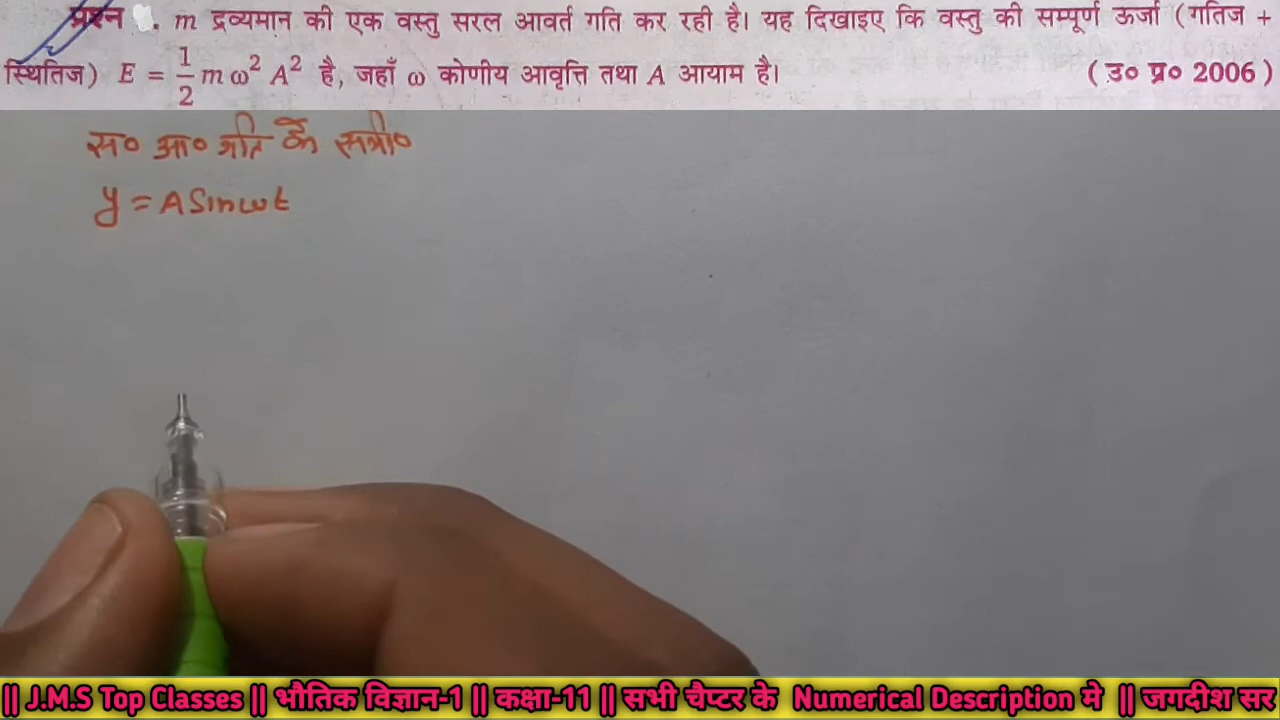 प्रश्न . m द्रव्यमान की एक वस्तु सरल आवर्त गति कर रही है। यह दिखाइए कि वस्तु की सम्पूर्ण ऊर्जा (गतिज +
स्थितिज) E = 1/2 m ω² A² है, जहाँ ω कोणीय आवृत्ति तथा A आयाम है। (उ० प्र० 2006)
स० आ० गति के समी०
y = A Sin ωt
|| J.M.S Top Classes || भौतिक विज्ञान-1 || कक्षा-11 || सभी चैप्टर के Numerical Description मे || जगदीश सर